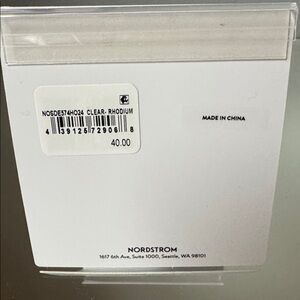 NOSDE574HO24 CLEAR- RHODIUM
4 39125 72906 8
40.00
MADE IN CHINA
NORDSTROM
1617 6th Ave, Suite 1000, Seattle, WA 98101